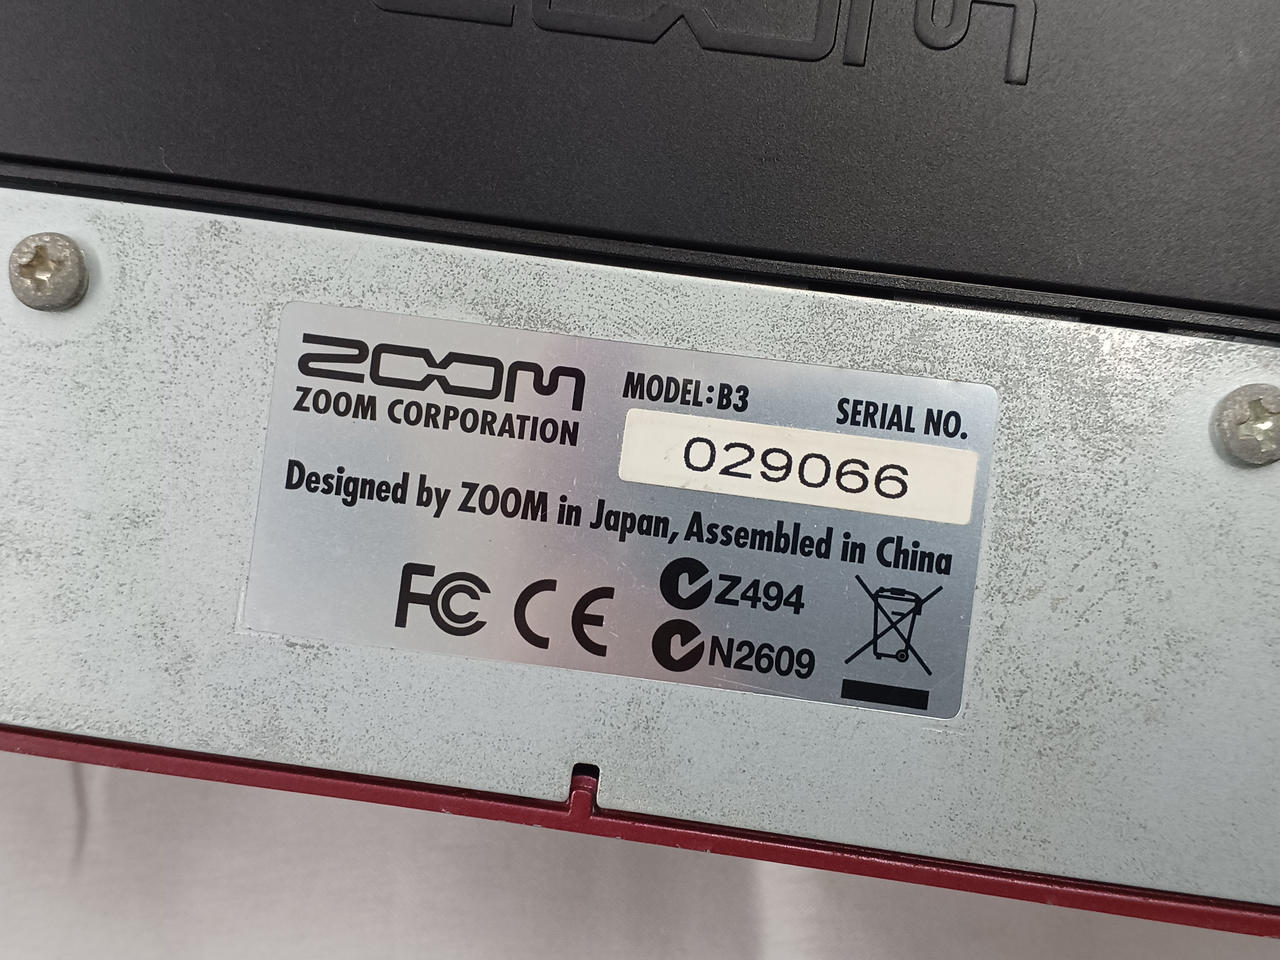 ZOOM
ZOOM
ZOOM CORPORATION
MODEL:B3
SERIAL NO.
029066
Designed by ZOOM in Japan, Assembled in China
FC CE
Z494
N2609